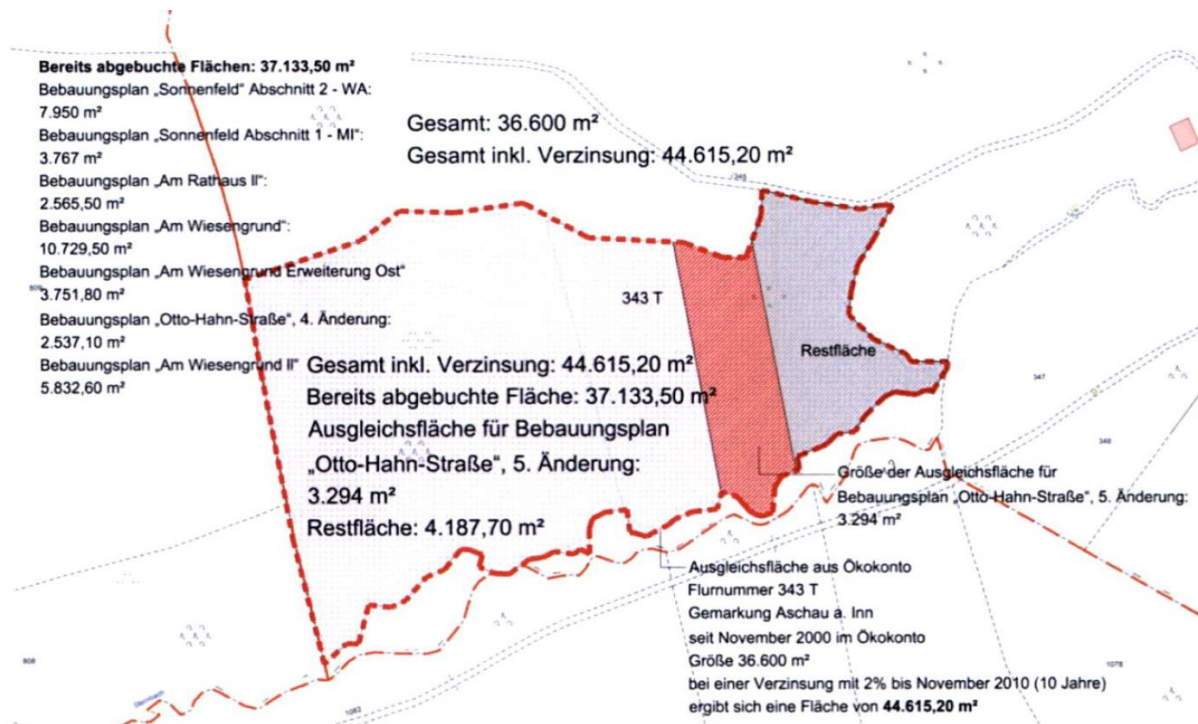 Bereits abgebuchte Flächen: 37.133,50 m²
Bebauungsplan „Sonnenfeld" Abschnitt 2 - WA:
7.950 m²
Bebauungsplan „Sonnenfeld Abschnitt 1 - MI":
3.767 m²
Bebauungsplan „Am Rathaus II":
2.565,50 m²
Bebauungsplan „Am Wiesengrund":
10.729,50 m²
Bebauungsplan „Am Wiesengrund Erweiterung Ost"
3.751,80 m²
Bebauungsplan „Otto-Hahn-Straße", 4. Änderung:
2.537,10 m²
Bebauungsplan „Am Wiesengrund II"
5.832,60 m²
Gesamt: 36.600 m²
Gesamt inkl. Verzinsung: 44.615,20 m²
343 T
Restfläche
Gesamt inkl. Verzinsung: 44.615,20 m²
Bereits abgebuchte Fläche: 37.133,50 m²
Ausgleichsfläche für Bebauungsplan
„Otto-Hahn-Straße", 5. Änderung:
3.294 m²
Restfläche: 4.187,70 m²
347
348
Größe der Ausgleichsfläche für
Bebauungsplan „Otto-Hahn-Straße", 5. Änderung:
3.294 m²
Ausgleichsfläche aus Ökokonto
Flurnummer 343 T
Gemarkung Aschau a. Inn
seit November 2000 im Ökokonto
Größe 36.600 m²
bei einer Verzinsung mit 2% bis November 2010 (10 Jahre)
ergibt sich eine Fläche von 44.615,20 m²
808
1082
1078